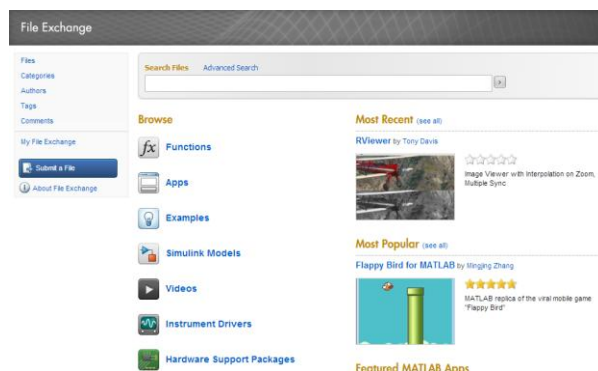 File Exchange
Files
Categories
Authors
Tags
Comments
My File Exchange
Submit a File
About File Exchange
Search Files Advanced Search
Browse
fx Functions
Apps
Examples
Simulink Models
Videos
Instrument Drivers
Hardware Support Packages
Most Recent (see all)
RViewer by Tony Davis
Image Viewer with Interpolation on Zoom,
Multiple Sync
Most Popular (see all)
Flappy Bird for MATLAB by Mingjing Zhang
MATLAB replica of the viral mobile game
"Flappy Bird"
Featured MATLAB Apps